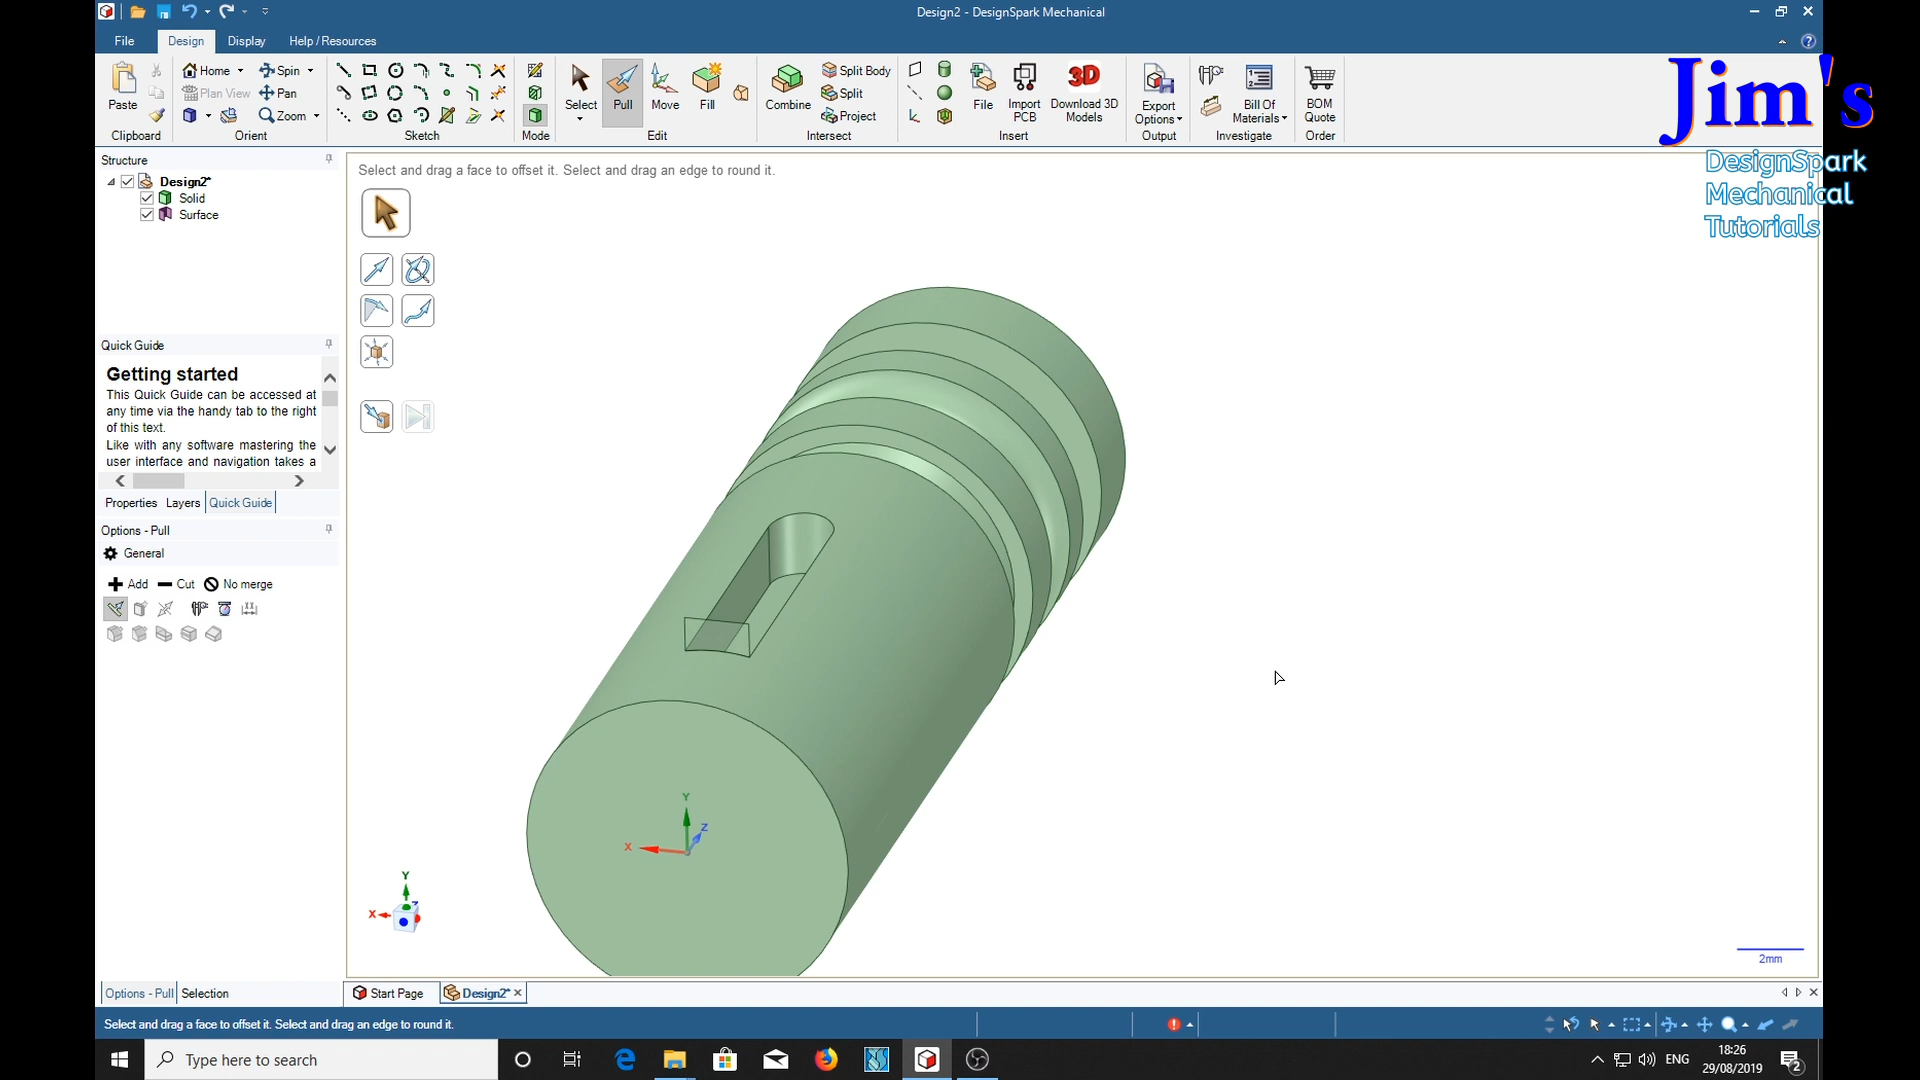 Design2 - DesignSpark Mechanical
File
Design
Display
Help / Resources
Paste
Home
Spin
Plan View
Pan
Zoom
Select
Pull
Move
Fill
Combine
Split Body
Split
Project
File
Import PCB
Download 3D Models
3D
Export Options
Bill Of Materials
BOM Quote
Clipboard
Orient
Sketch
Mode
Edit
Intersect
Insert
Output
Investigate
Order
Jim's
DesignSpark
Mechanical
Tutorials
Structure
Design2*
Solid
Surface
Select and drag a face to offset it. Select and drag an edge to round it.
Quick Guide
Getting started
This Quick Guide can be accessed at
any time via the handy tab to the right
of this text.
Like with any software mastering the
user interface and navigation takes a
Properties
Layers
Quick Guide
Options - Pull
General
Add
Cut
No merge
Y
Z
X
Y
Z
X
2mm
Options - Pull
Selection
Start Page
Design2*
Select and drag a face to offset it. Select and drag an edge to round it.
Type here to search
ENG
18:26
29/08/2019
2